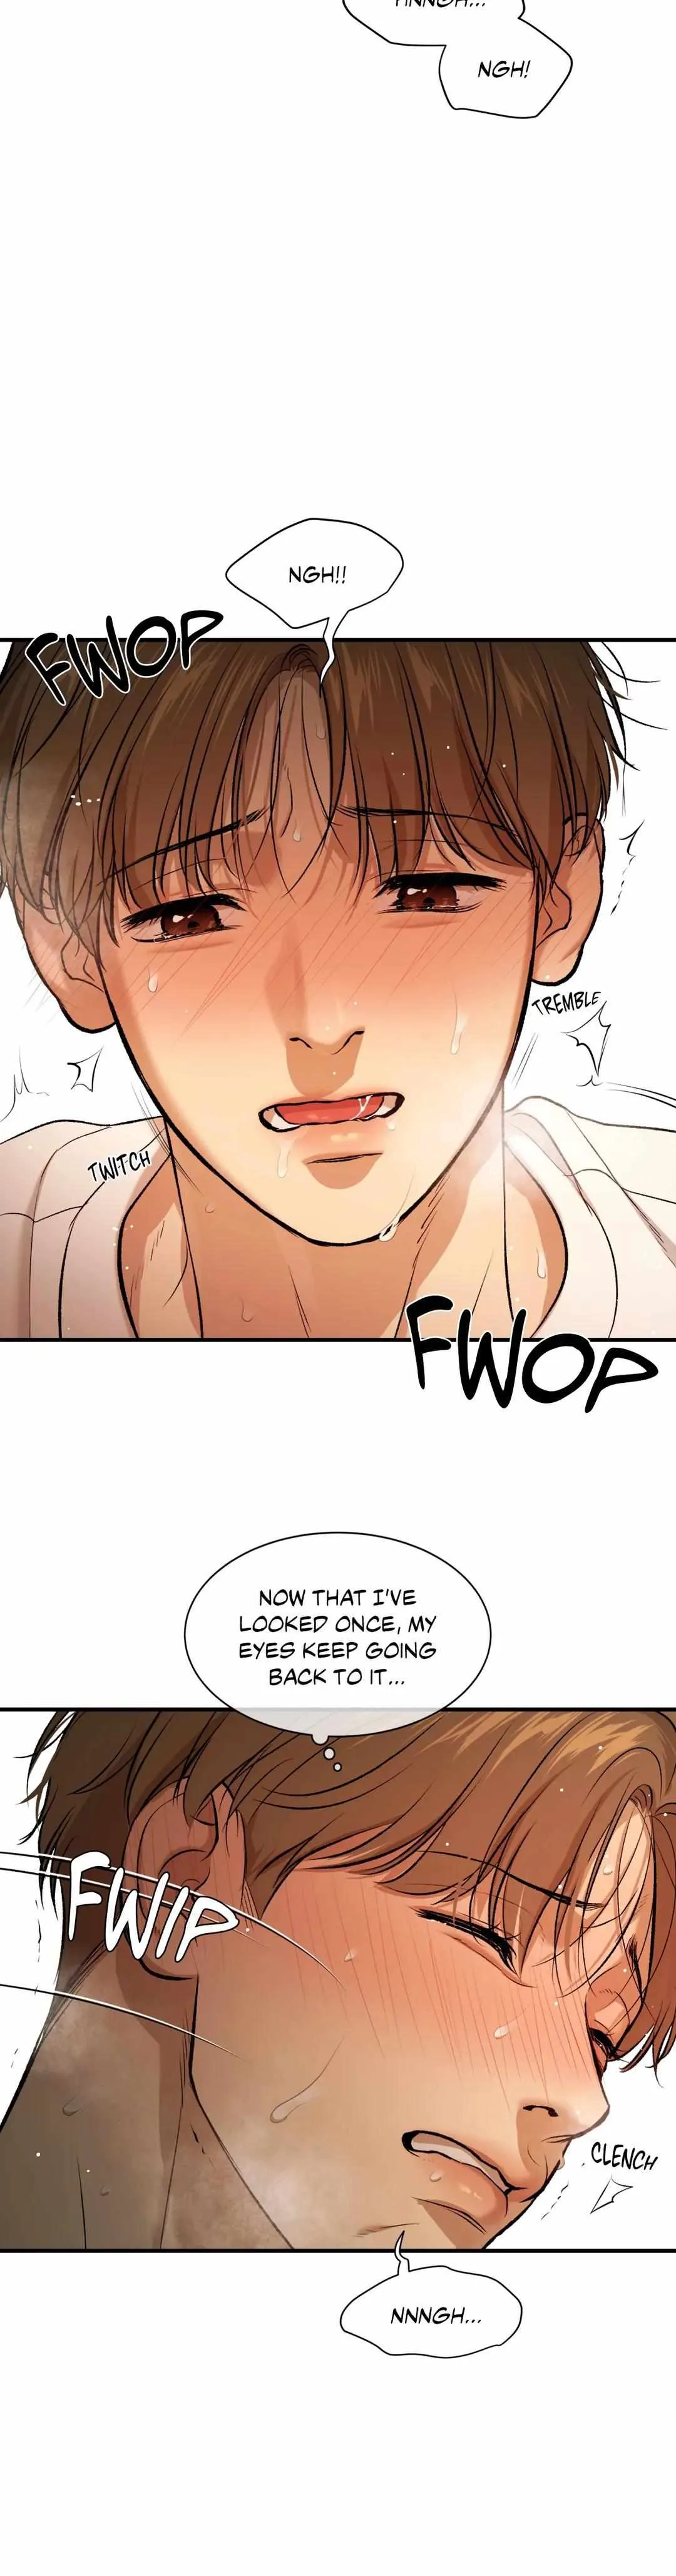 HNNGH...
NGH!
NGH!!
FWOP
TREMBLE
TWITCH
FWOP
NOW THAT I'VE
LOOKED ONCE, MY
EYES KEEP GOING
BACK TO IT...
FWIP
CLENCH
NNNGH...